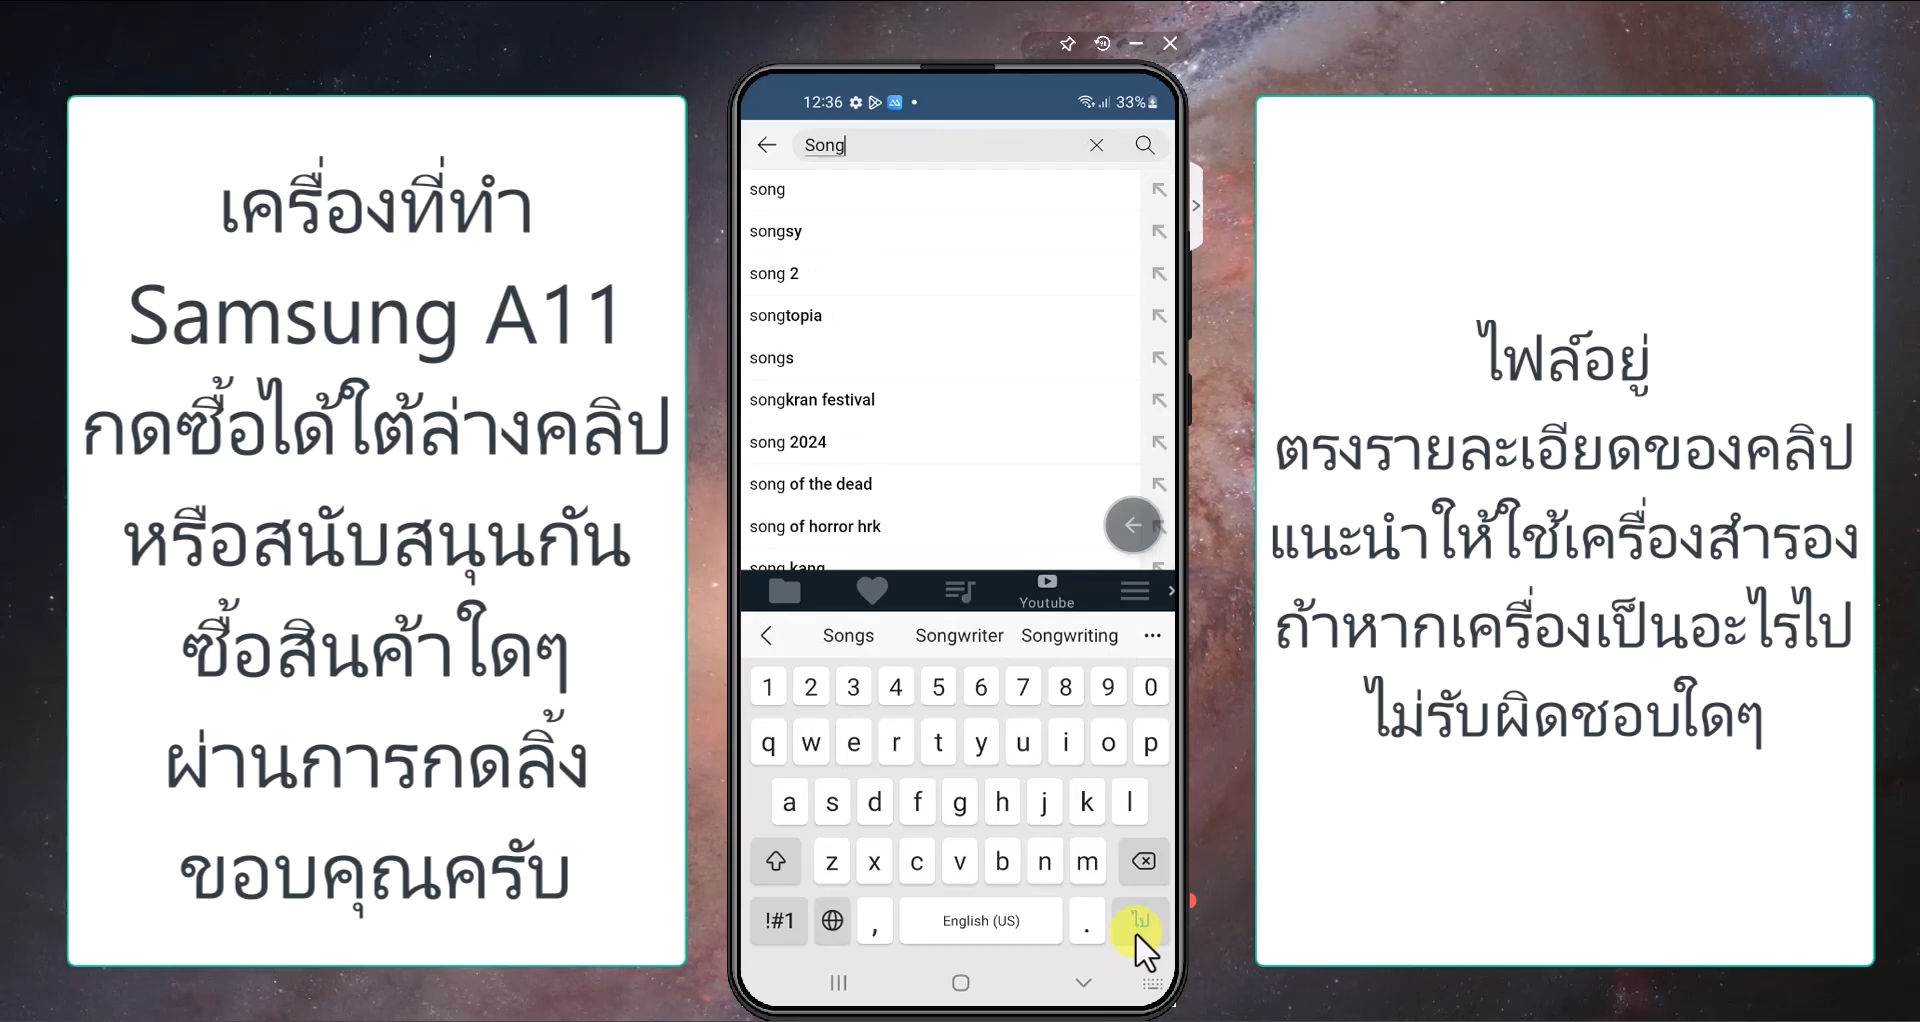 เครื่องที่ทำ
Samsung A11
กดซื้อได้ใต้ล่างคลิป
หรือสนับสนุนกัน
ซื้อสินค้าใดๆ
ผ่านการกดลิ้ง
ขอบคุณครับ
12:36
33%
Song
song
songsy
song 2
songtopia
songs
songkran festival
song 2024
song of the dead
song of horror hrk
song kang
Youtube
Songs Songwriter Songwriting
1 2 3 4 5 6 7 8 9 0
q w e r t y u i o p
a s d f g h j k l
z x c v b n m
!#1 , English (US) . ไป
ไฟล์อยู่
ตรงรายละเอียดของคลิป
แนะนำให้ใช้เครื่องสำรอง
ถ้าหากเครื่องเป็นอะไรไป
ไม่รับผิดชอบใดๆ